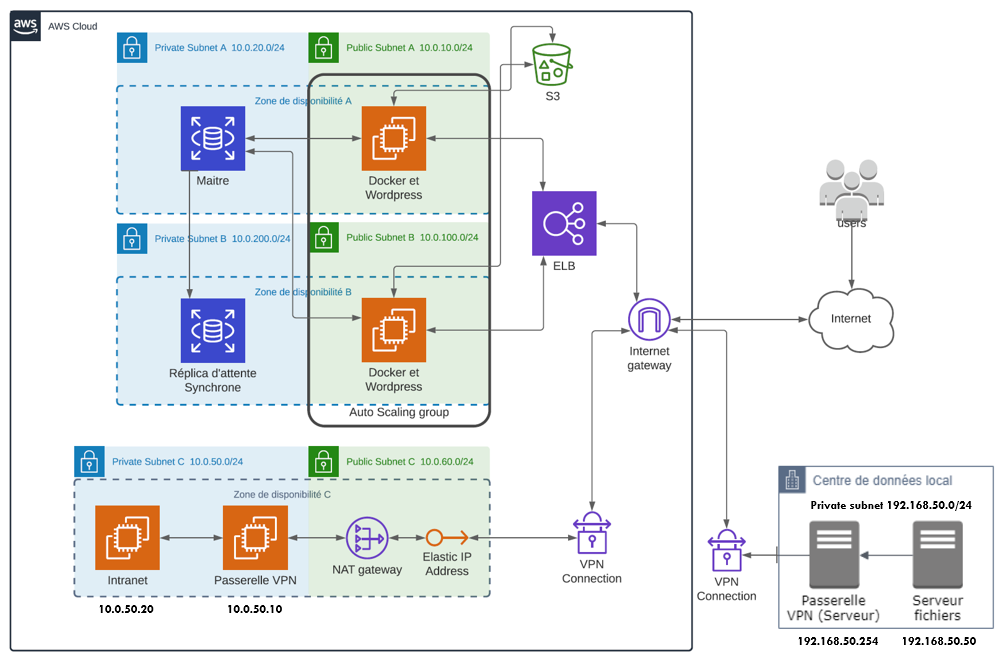 aws
AWS Cloud
Private Subnet A 10.0.20.0/24
Public Subnet A 10.0.10.0/24
Zone de disponibilité A
Maitre
Docker et
Wordpress
S3
Private Subnet B 10.0.200.0/24
Public Subnet B 10.0.100.0/24
Zone de disponibilité B
Réplica d'attente
Synchrone
Docker et
Wordpress
Auto Scaling group
ELB
Internet
gateway
users
Internet
Private Subnet C 10.0.50.0/24
Public Subnet C 10.0.60.0/24
Zone de disponibilité C
Intranet
10.0.50.20
Passerelle VPN
10.0.50.10
NAT gateway
Elastic IP
Address
VPN
Connection
VPN
Connection
Centre de données local
Private subnet 192.168.50.0/24
Passerelle
VPN (Serveur)
192.168.50.254
Serveur
fichiers
192.168.50.50